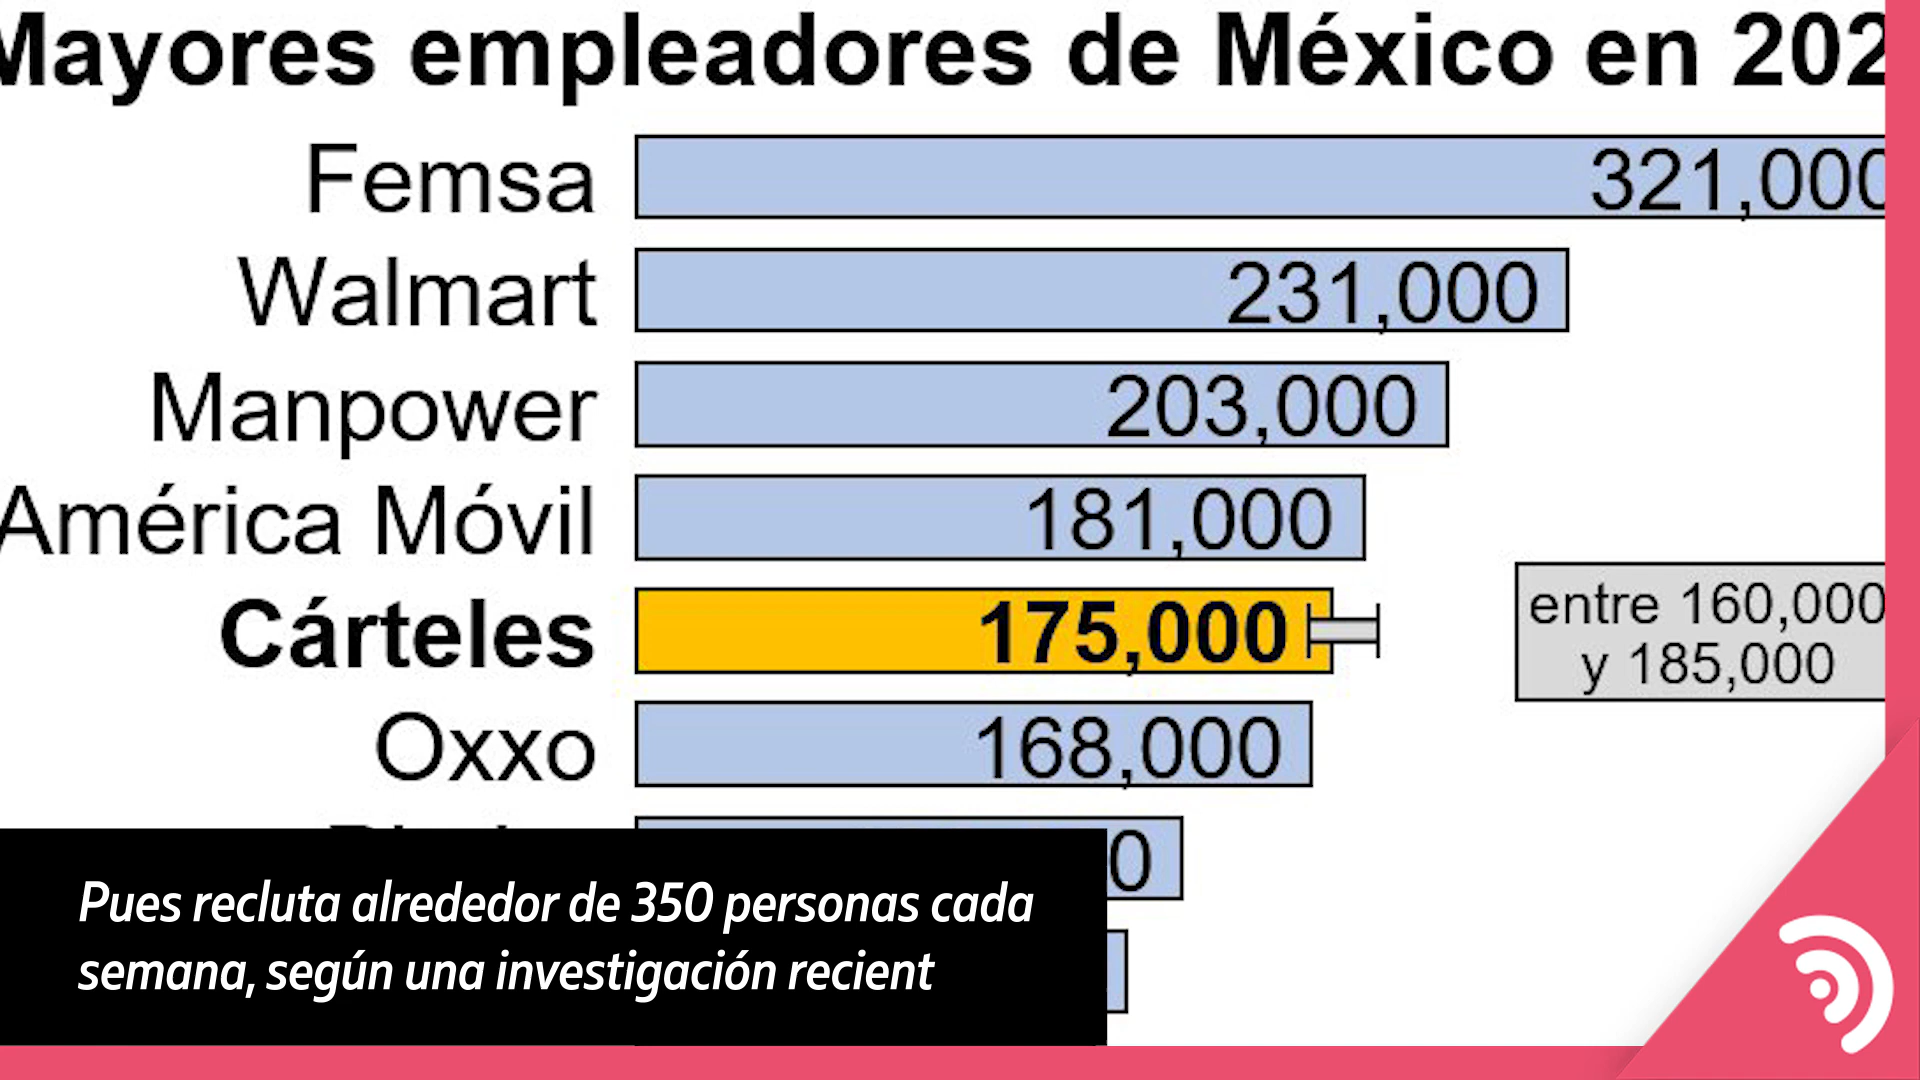 Mayores empleadores de México en 202
Femsa 321,000
Walmart 231,000
Manpower 203,000
América Móvil 181,000
Cárteles 175,000
entre 160,000
y 185,000
Oxxo 168,000
0
Pues recluta alrededor de 350 personas cada
semana, según una investigación recient